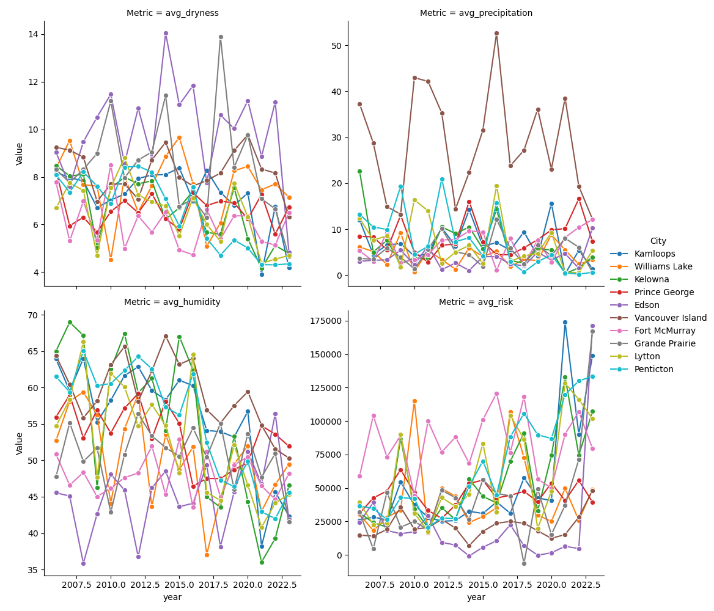 Metric = avg_dryness
Metric = avg_precipitation
14
12
10
8
6
4
Value
50
40
30
20
10
0
City
Kamloops
Williams Lake
Kelowna
Prince George
Edson
Vancouver Island
Fort McMurray
Grande Prairie
Lytton
Penticton
Metric = avg_humidity
Metric = avg_risk
70
65
60
55
50
45
40
35
Value
175000
150000
125000
100000
75000
50000
25000
0
2007.5 2010.0 2012.5 2015.0 2017.5 2020.0 2022.5
year
2007.5 2010.0 2012.5 2015.0 2017.5 2020.0 2022.5
year